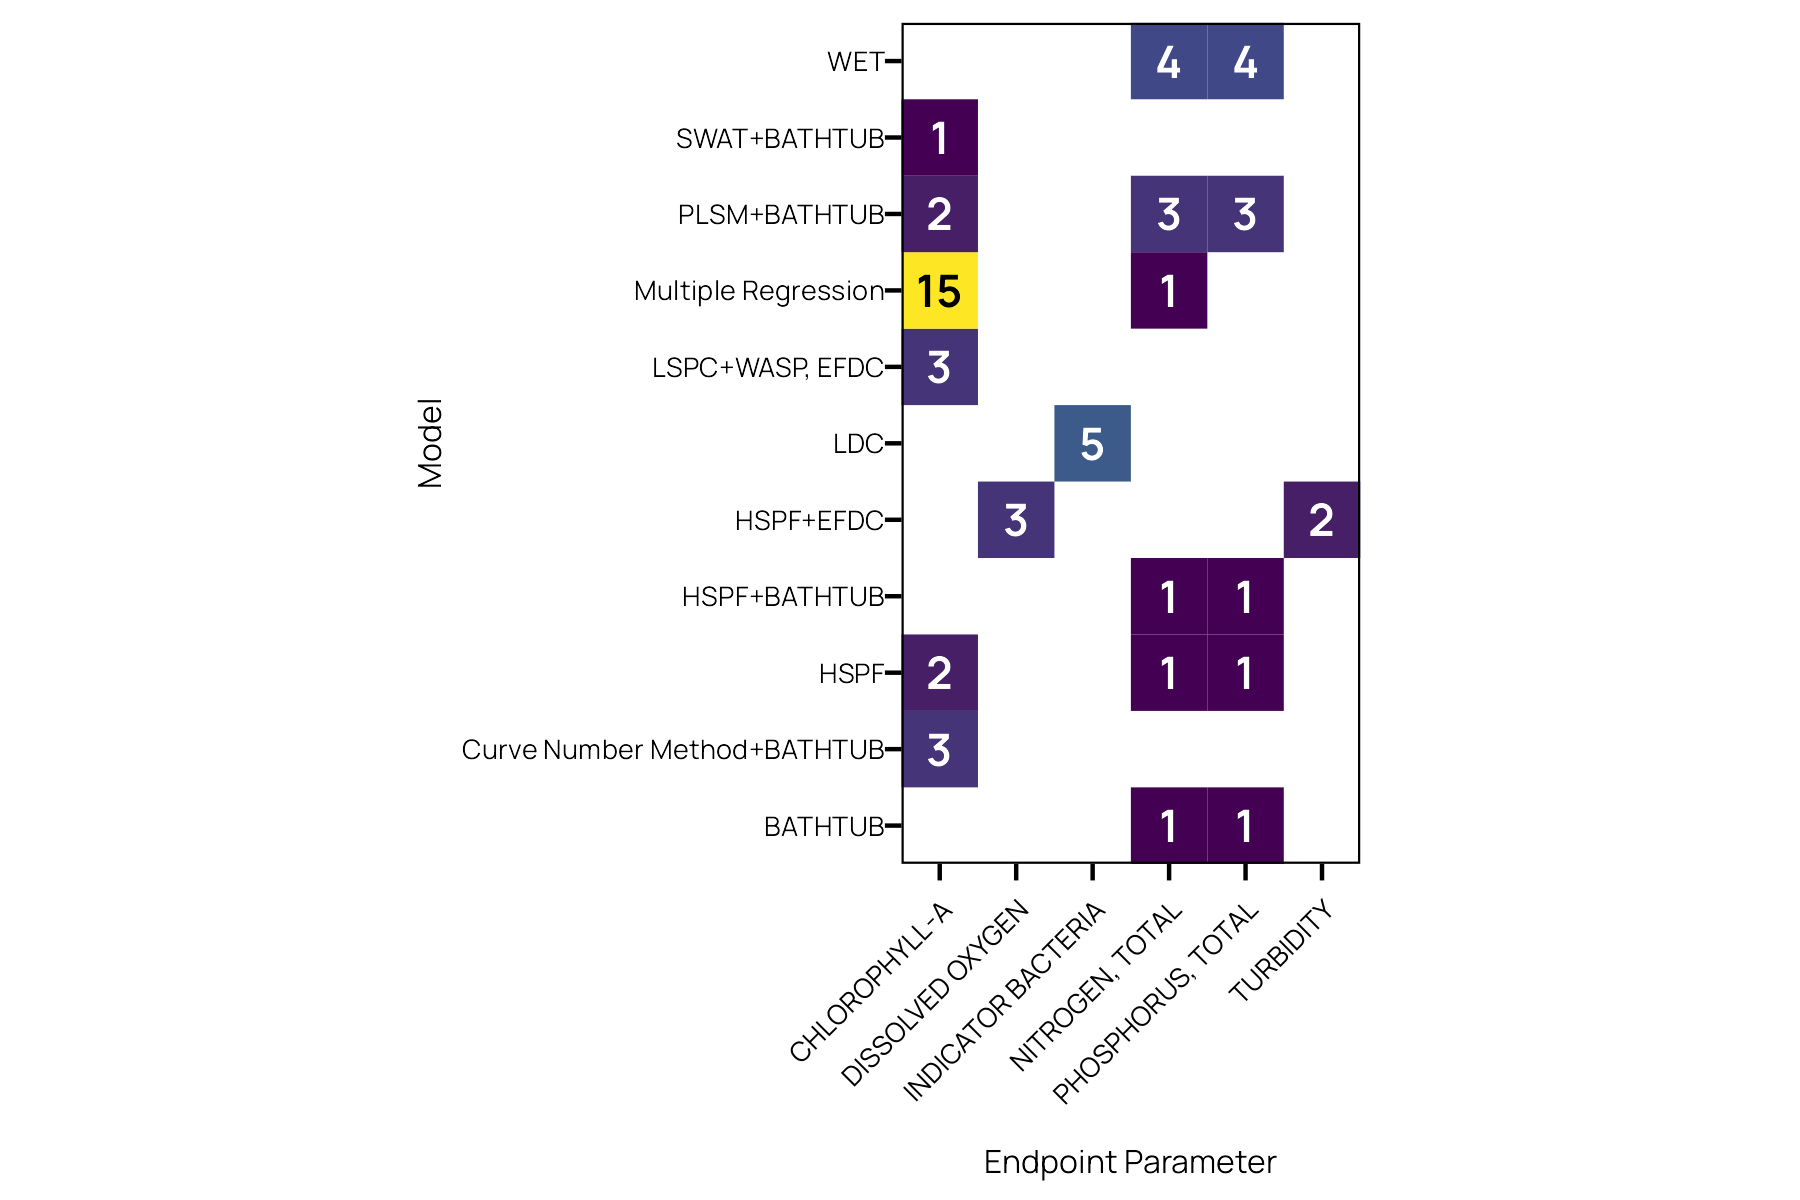 WET 4 4
SWAT+BATHTUB 1
PLSM+BATHTUB 2 3 3
Multiple Regression 15 1
LSPC+WASP, EFDC 3
LDC 5
HSPF+EFDC 3 2
HSPF+BATHTUB 1 1
HSPF 2 1 1
Curve Number Method+BATHTUB 3
BATHTUB 1 1
Model
CHLOROPHYLL-A
DISSOLVED OXYGEN
INDICATOR BACTERIA
NITROGEN, TOTAL
PHOSPHORUS, TOTAL
TURBIDITY
Endpoint Parameter